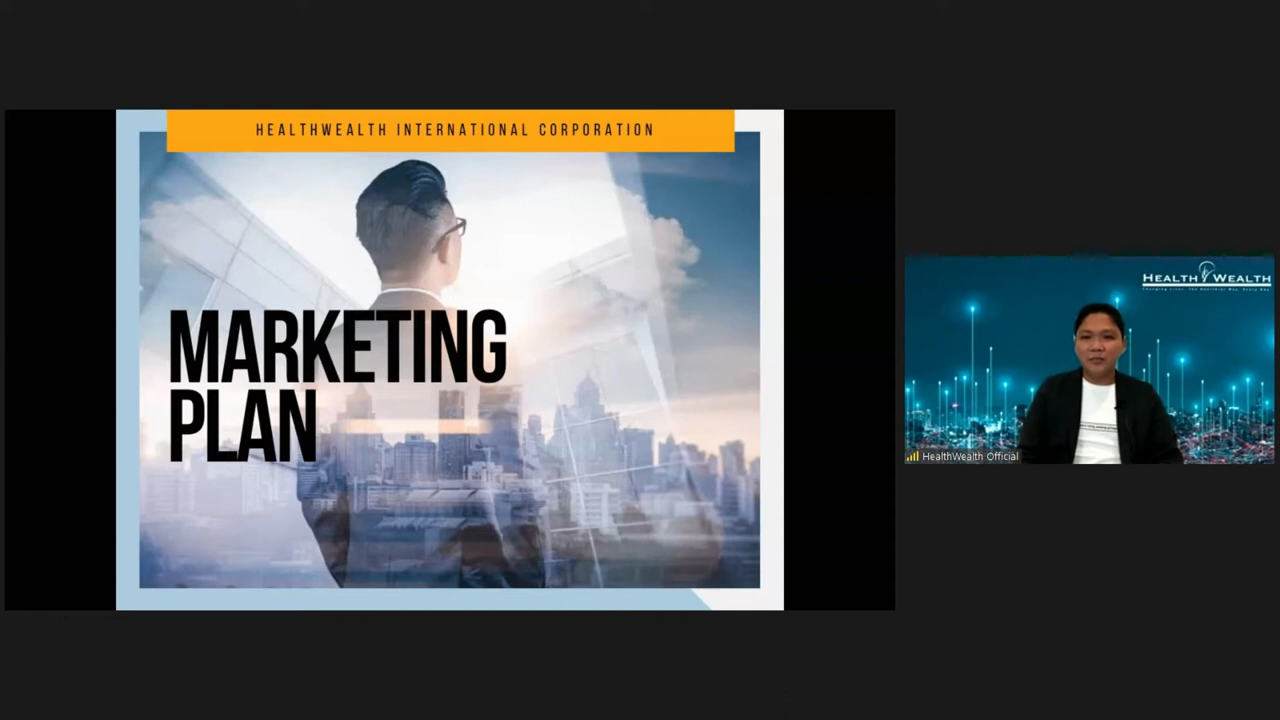 HEALTHWEALTH INTERNATIONAL CORPORATION
MARKETING
PLAN
HEALTH WEALTH
HealthWealth Official